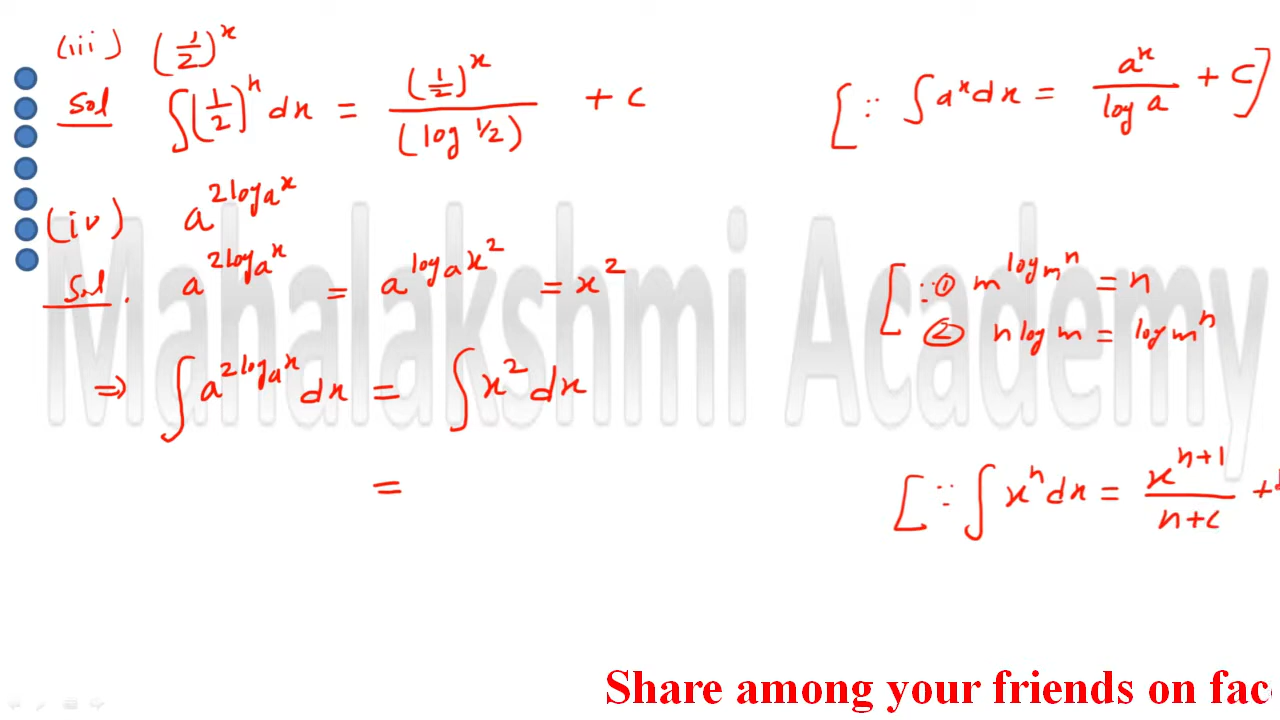 (iii) (1/2)^x
Sol ∫(1/2)^x dx = (1/2)^x / (log 1/2) + c [∵ ∫a^x dx = a^x / log a + C]
(iv) a^(2log_a x)
Sol. a^(2log_a x) = a^(log_a x^2) = x^2 [∵ ① m^(log_m n) = n
② n log m = log m^n
⇒ ∫a^(2log_a x) dx = ∫x^2 dx
= [∵ ∫x^n dx = x^(n+1) / n+c +
Mahalakshmi Academy
Share among your friends on fac